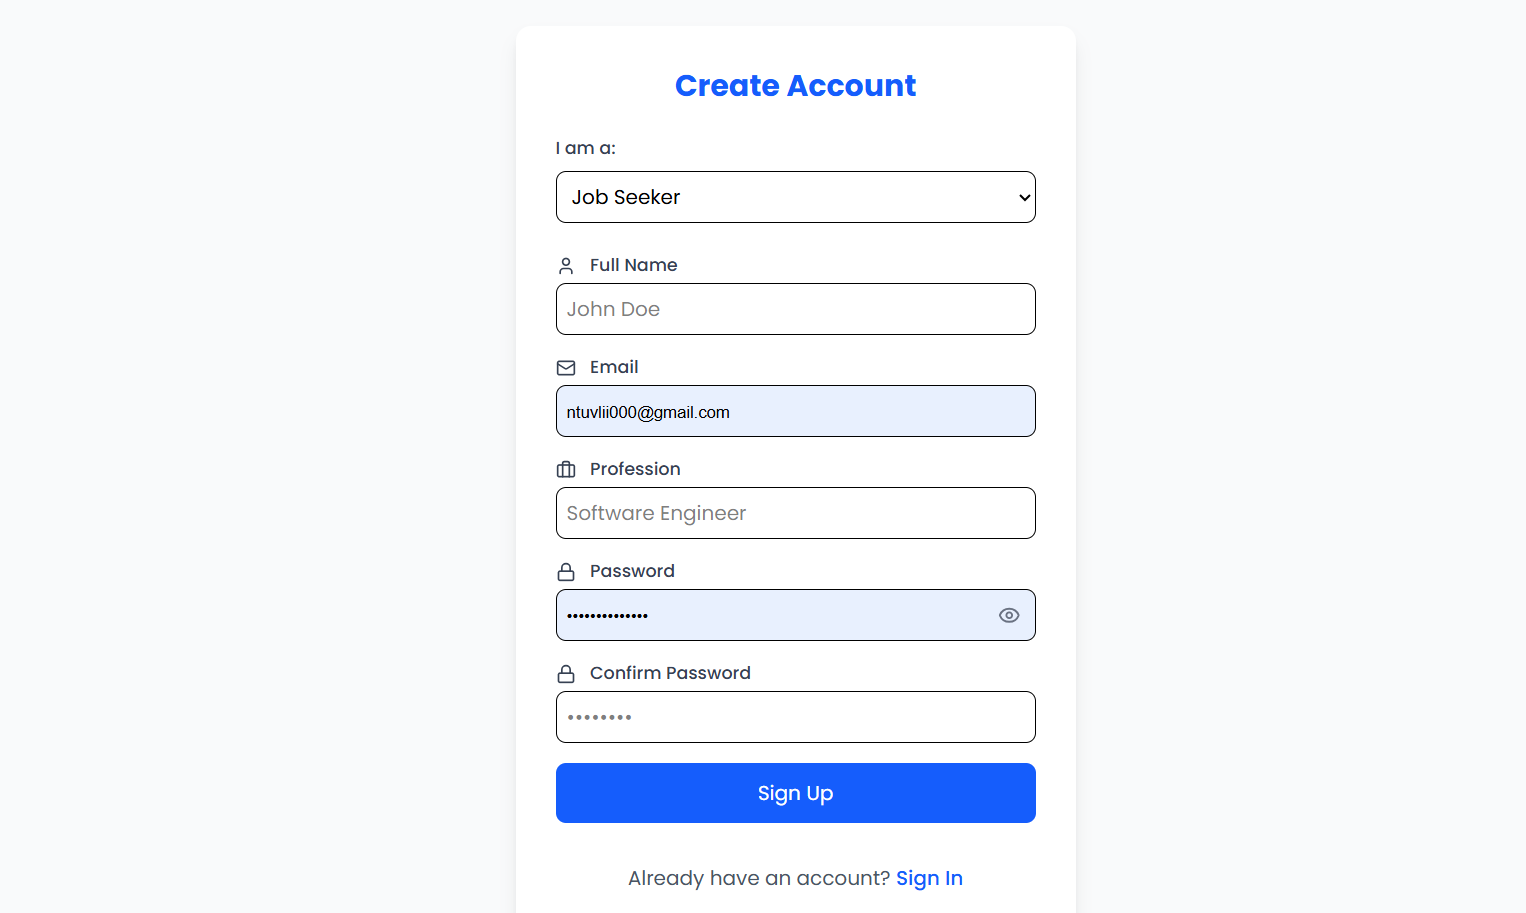 Create Account
I am a:
Job Seeker
Full Name
John Doe
Email
ntuvlii000@gmail.com
Profession
Software Engineer
Password
••••••••••••••
Confirm Password
••••••••
Sign Up
Already have an account? Sign In